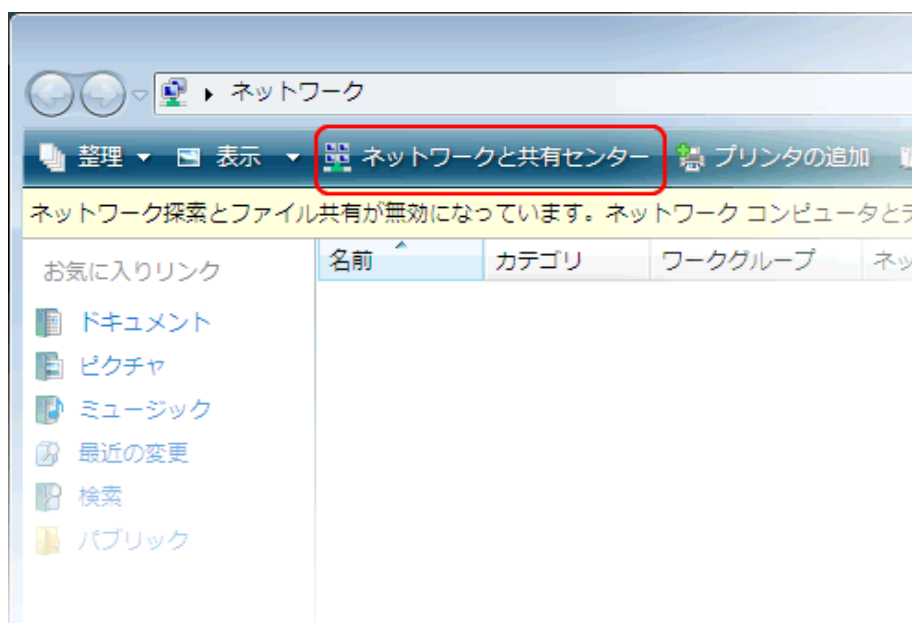 ネットワーク
整理 表示 ネットワークと共有センター プリンタの追加
ネットワーク探索とファイル共有が無効になっています。ネットワーク コンピュータとデ
お気に入りリンク
名前 カテゴリ ワークグループ ネッ
ドキュメント
ピクチャ
ミュージック
最近の変更
検索
パブリック